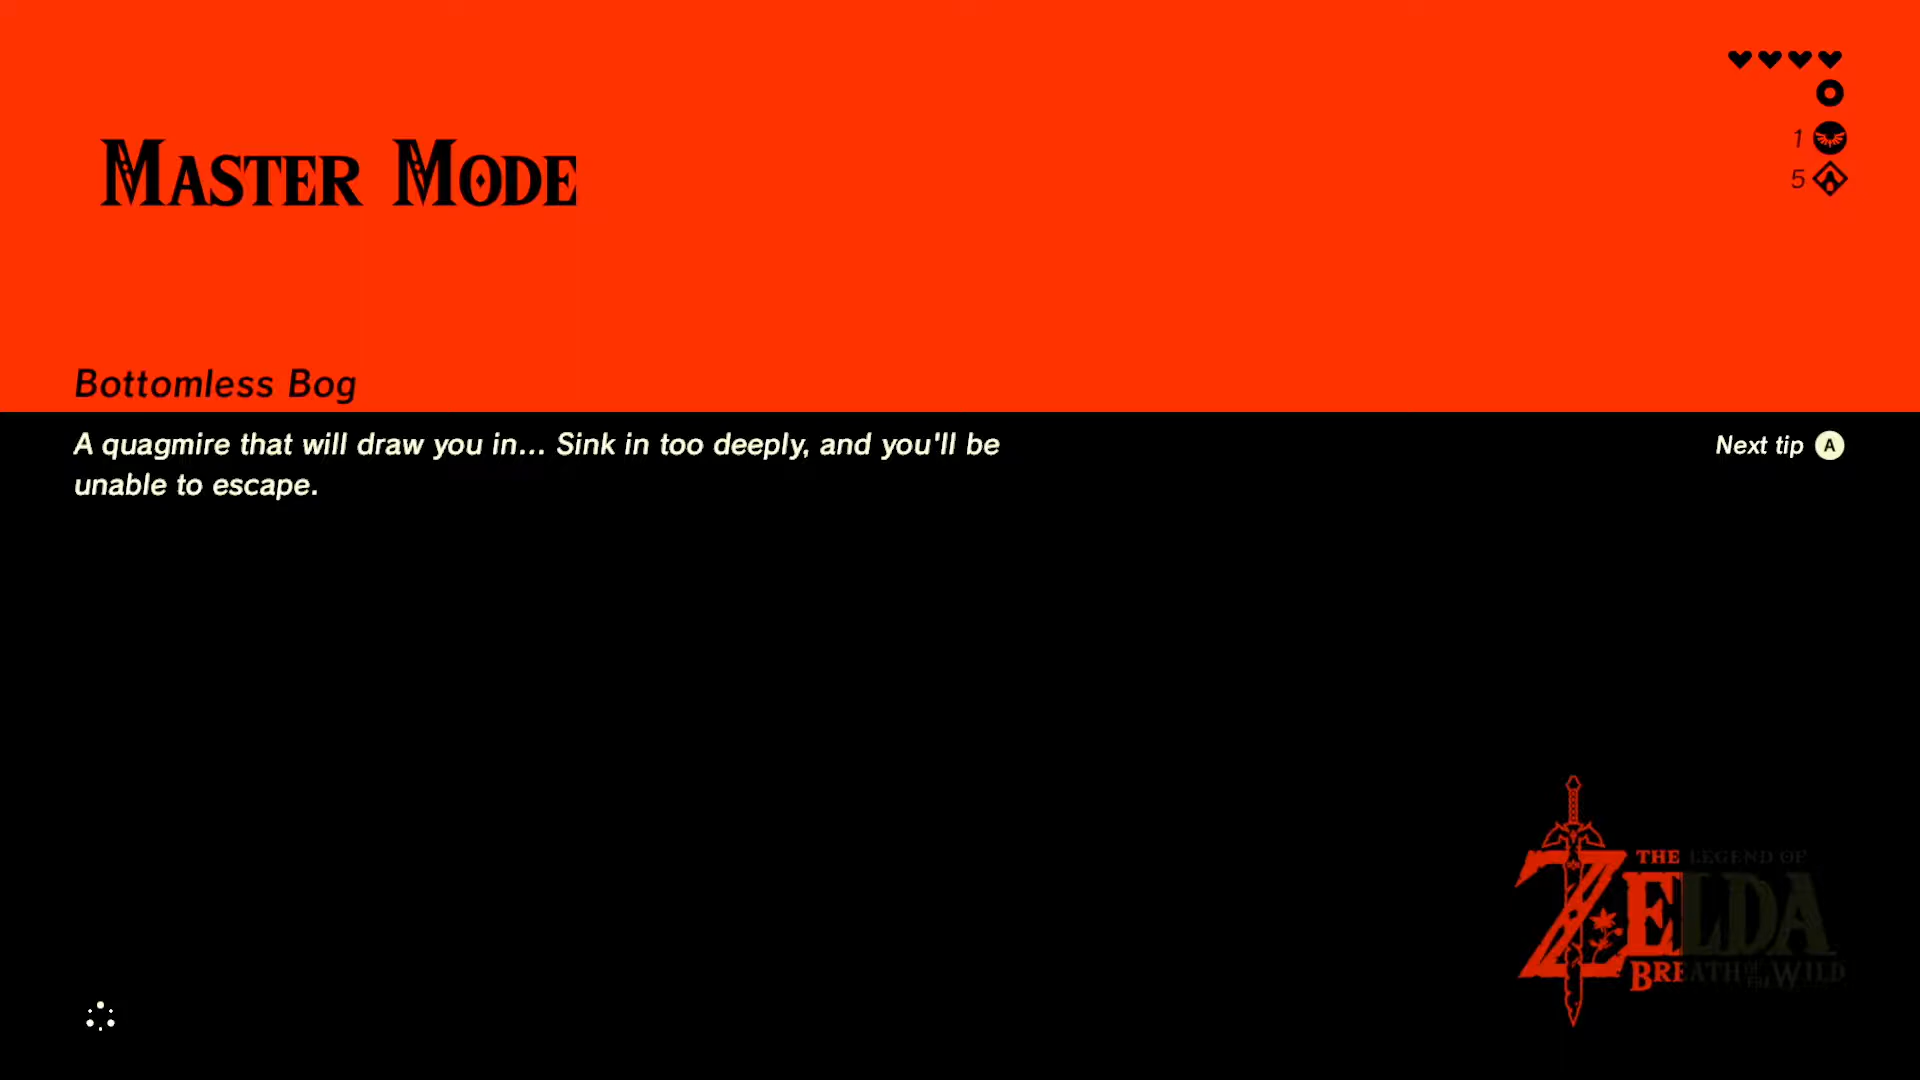 MASTER MODE
1
5
Bottomless Bog
A quagmire that will draw you in... Sink in too deeply, and you'll be
unable to escape.
Next tip A
THE LEGEND OF
ZELDA
BREATH OF THE WILD